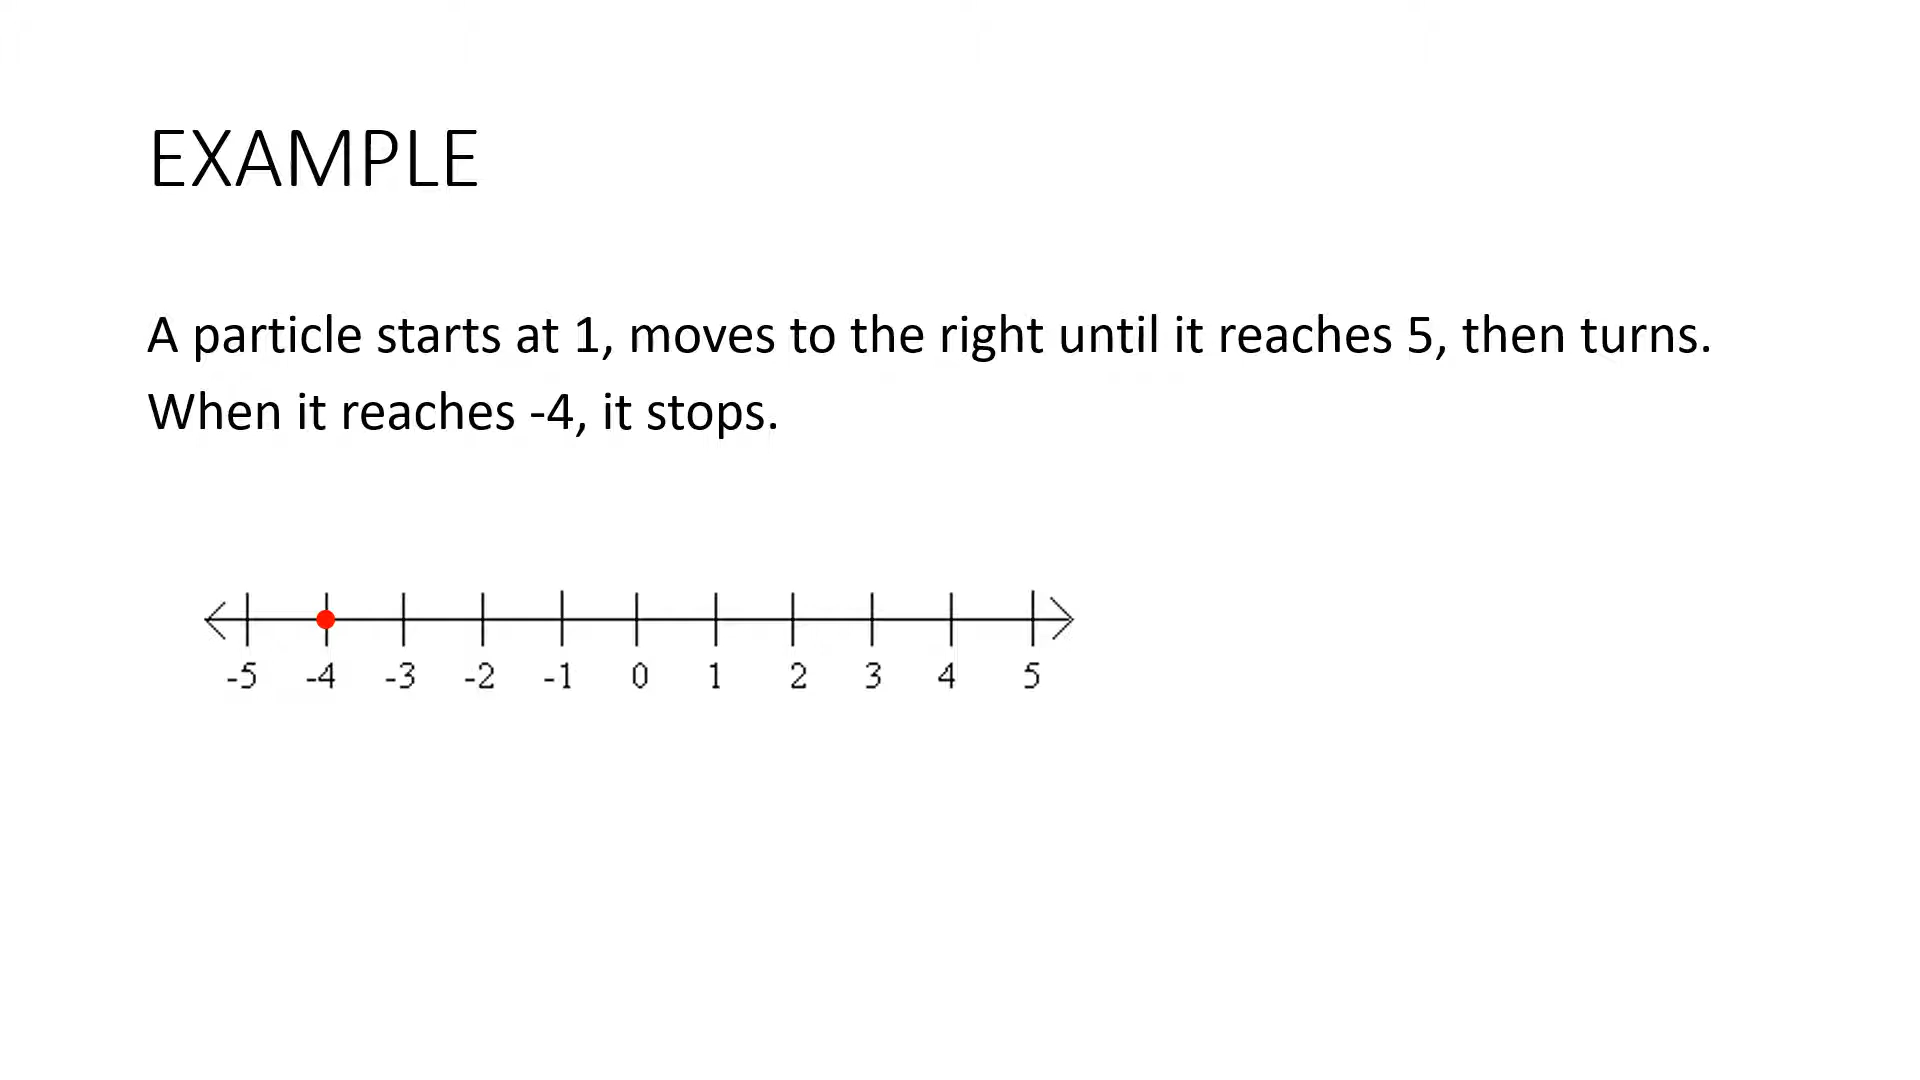 EXAMPLE
A particle starts at 1, moves to the right until it reaches 5, then turns.
When it reaches -4, it stops.
-5 -4 -3 -2 -1 0 1 2 3 4 5